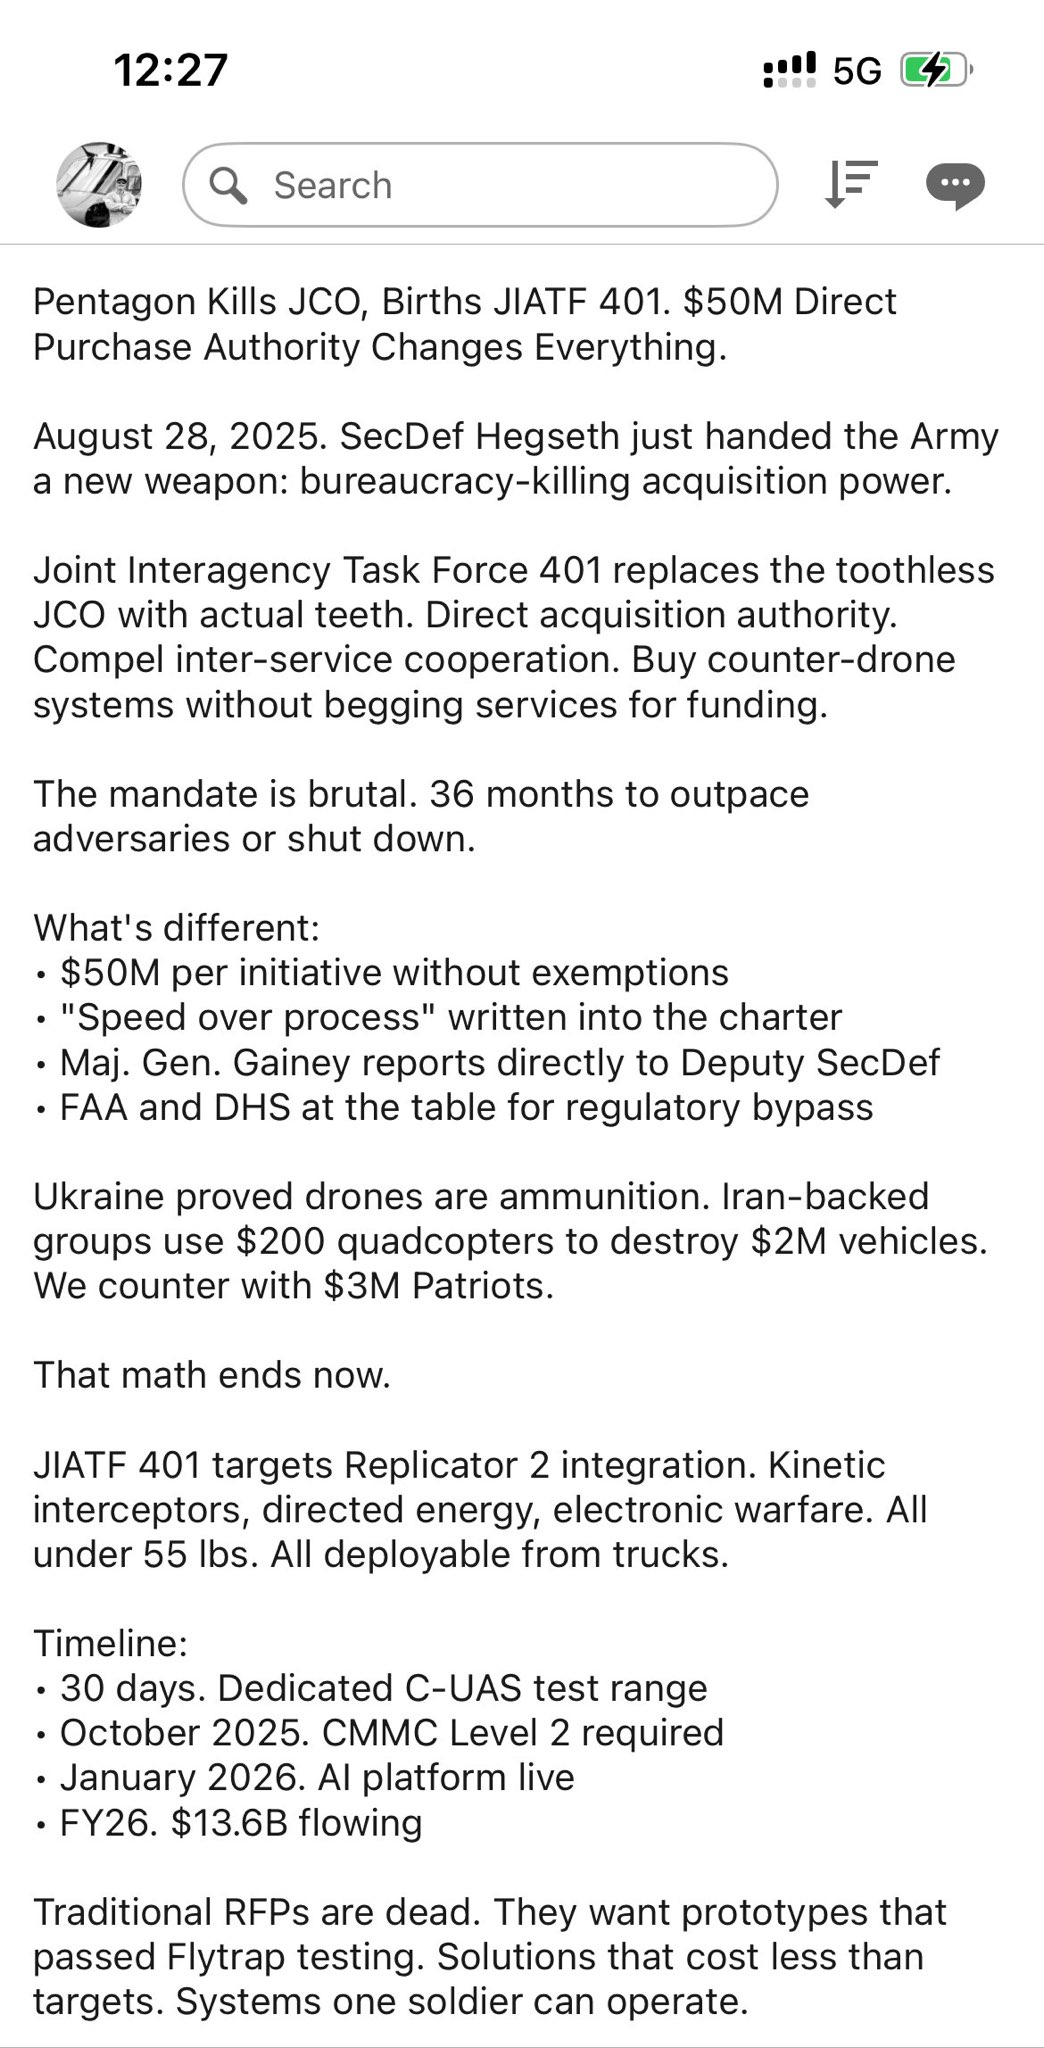 12:27
5G
Search
Pentagon Kills JCO, Births JIATF 401. $50M Direct
Purchase Authority Changes Everything.
August 28, 2025. SecDef Hegseth just handed the Army
a new weapon: bureaucracy-killing acquisition power.
Joint Interagency Task Force 401 replaces the toothless
JCO with actual teeth. Direct acquisition authority.
Compel inter-service cooperation. Buy counter-drone
systems without begging services for funding.
The mandate is brutal. 36 months to outpace
adversaries or shut down.
What's different:
• $50M per initiative without exemptions
• "Speed over process" written into the charter
• Maj. Gen. Gainey reports directly to Deputy SecDef
• FAA and DHS at the table for regulatory bypass
Ukraine proved drones are ammunition. Iran-backed
groups use $200 quadcopters to destroy $2M vehicles.
We counter with $3M Patriots.
That math ends now.
JIATF 401 targets Replicator 2 integration. Kinetic
interceptors, directed energy, electronic warfare. All
under 55 lbs. All deployable from trucks.
Timeline:
• 30 days. Dedicated C-UAS test range
• October 2025. CMMC Level 2 required
• January 2026. AI platform live
• FY26. $13.6B flowing
Traditional RFPs are dead. They want prototypes that
passed Flytrap testing. Solutions that cost less than
targets. Systems one soldier can operate.